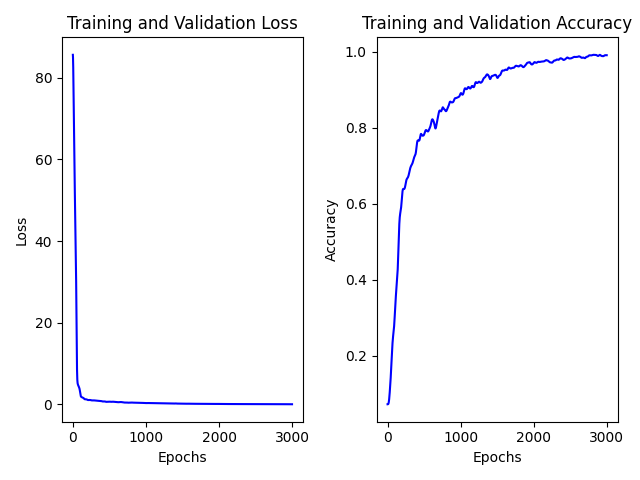 Training and Validation Loss
80
60
40
20
0
Loss
0 1000 2000 3000
Epochs
Training and Validation Accuracy
1.0
0.8
0.6
0.4
0.2
Accuracy
0 1000 2000 3000
Epochs